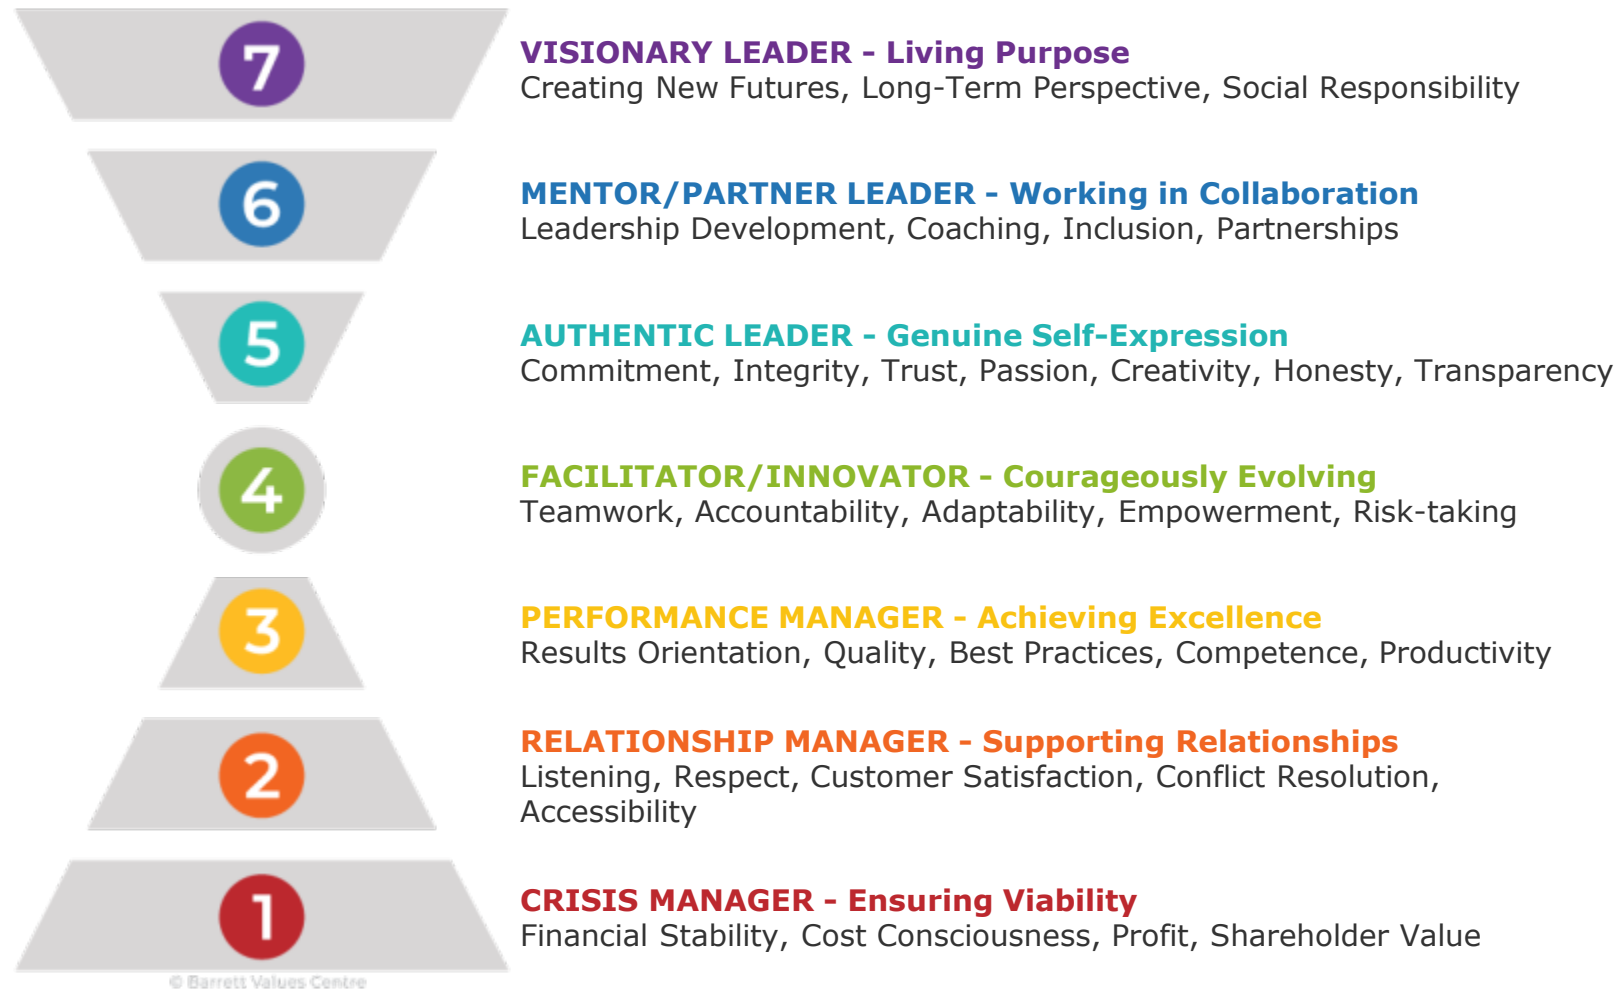 7
VISIONARY LEADER - Living Purpose
Creating New Futures, Long-Term Perspective, Social Responsibility
6
MENTOR/PARTNER LEADER - Working in Collaboration
Leadership Development, Coaching, Inclusion, Partnerships
5
AUTHENTIC LEADER - Genuine Self-Expression
Commitment, Integrity, Trust, Passion, Creativity, Honesty, Transparency
4
FACILITATOR/INNOVATOR - Courageously Evolving
Teamwork, Accountability, Adaptability, Empowerment, Risk-taking
3
PERFORMANCE MANAGER - Achieving Excellence
Results Orientation, Quality, Best Practices, Competence, Productivity
2
RELATIONSHIP MANAGER - Supporting Relationships
Listening, Respect, Customer Satisfaction, Conflict Resolution,
Accessibility
1
CRISIS MANAGER - Ensuring Viability
Financial Stability, Cost Consciousness, Profit, Shareholder Value
© Barrett Values Centre